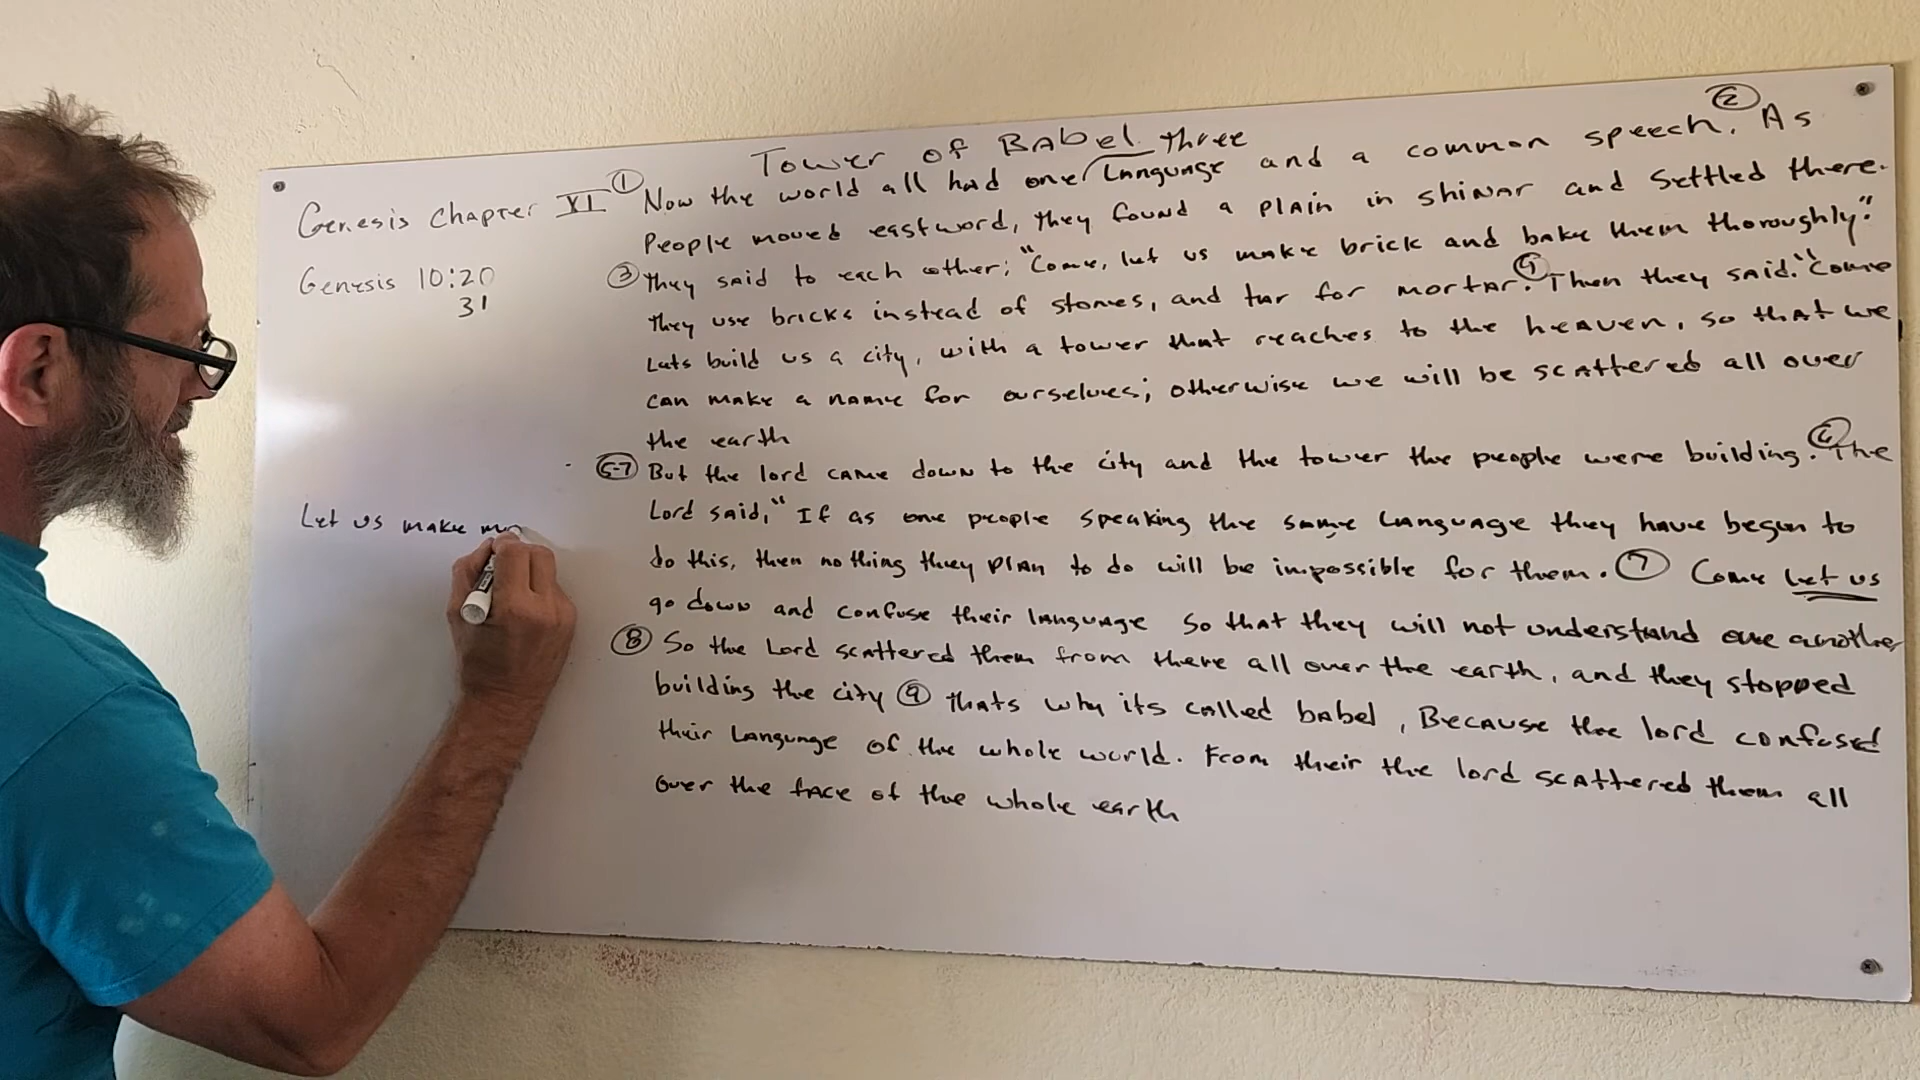 Tower of Babel three
Genesis Chapter XI
Genesis 10:20
31
① Now the world all had one language and a common speech. ② As
People moved eastword, they found a plain in shinar and settled there.
③ They said to each other; "Come, let us make brick and bake them thoroughly."
they use bricks instead of stones, and tar for mortar. ④ Then they said. "Come
Lets build us a city, with a tower that reaches to the heaven, so that we
can make a name for ourselves; otherwise we will be scattered all over
the earth
⑤-7 But the lord came down to the city and the tower the people were building. ⑥ The
Lord said, "If as one people speaking the same language they have begun to
do this, then nothing they plan to do will be impossible for them. ⑦ Come let us
go down and confuse their language so that they will not understand one another
⑧ So the Lord scattered them from there all over the earth, and they stopped
building the city ⑨ thats why its called babel, Because the lord confused
their language of the whole world. From their the lord scattered them all
over the face of the whole earth
Let us make